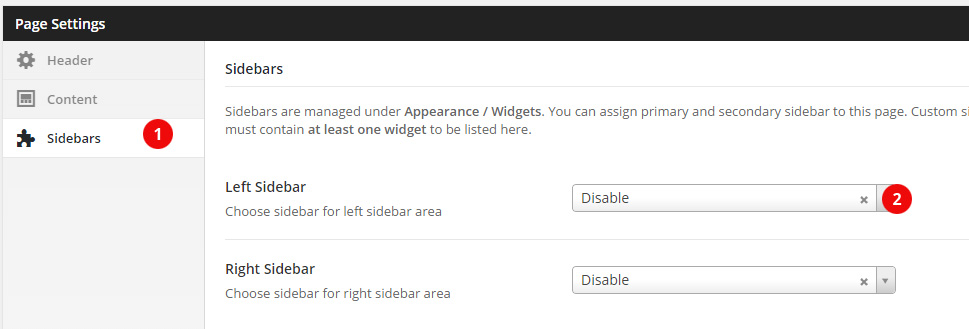 Page Settings
Header
Content
Sidebars
1
Sidebars
Sidebars are managed under Appearance / Widgets. You can assign primary and secondary sidebar to this page. Custom
must contain at least one widget to be listed here.
Left Sidebar
Choose sidebar for left sidebar area
Disable
2
Right Sidebar
Choose sidebar for right sidebar area
Disable